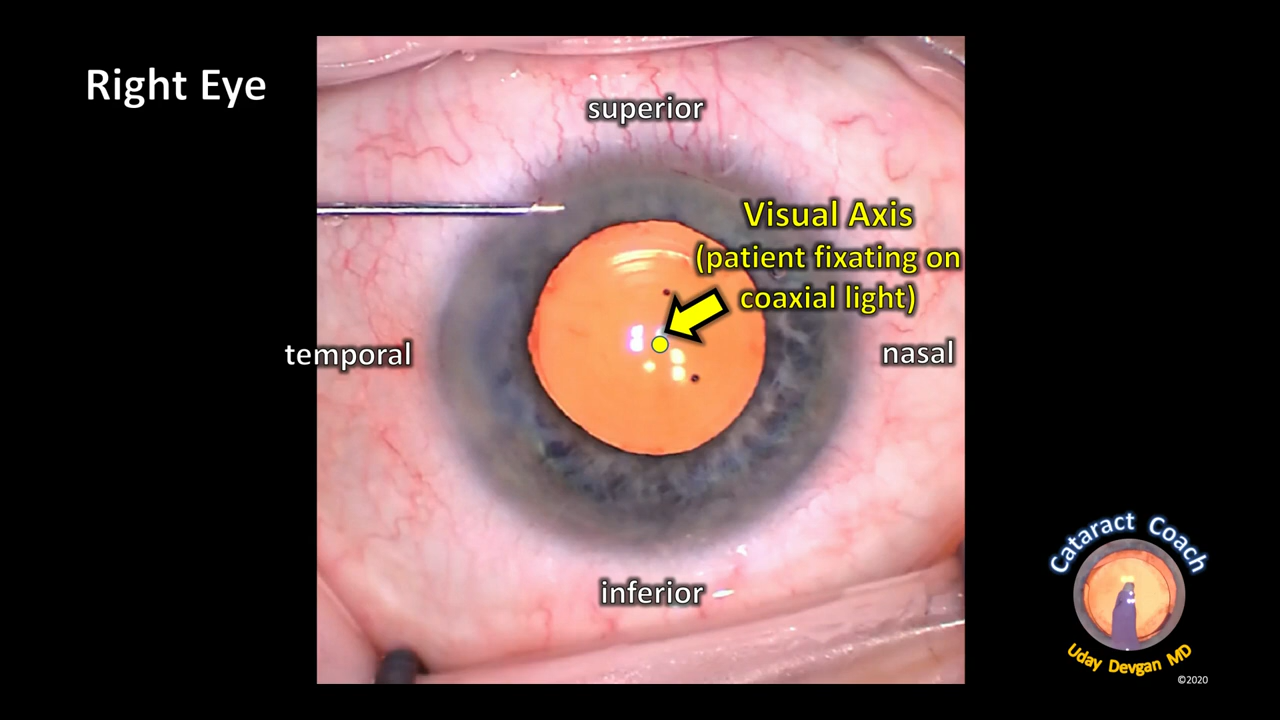 Right Eye
superior
Visual Axis
(patient fixating on
coaxial light)
temporal
nasal
inferior
Cataract Coach
Uday Devgan MD
©2020